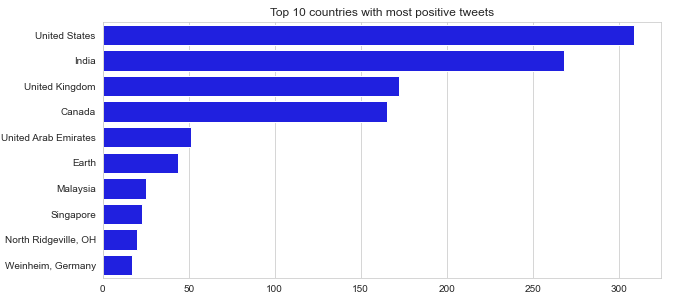 Top 10 countries with most positive tweets
United States
India
United Kingdom
Canada
United Arab Emirates
Earth
Malaysia
Singapore
North Ridgeville, OH
Weinheim, Germany
0 50 100 150 200 250 300